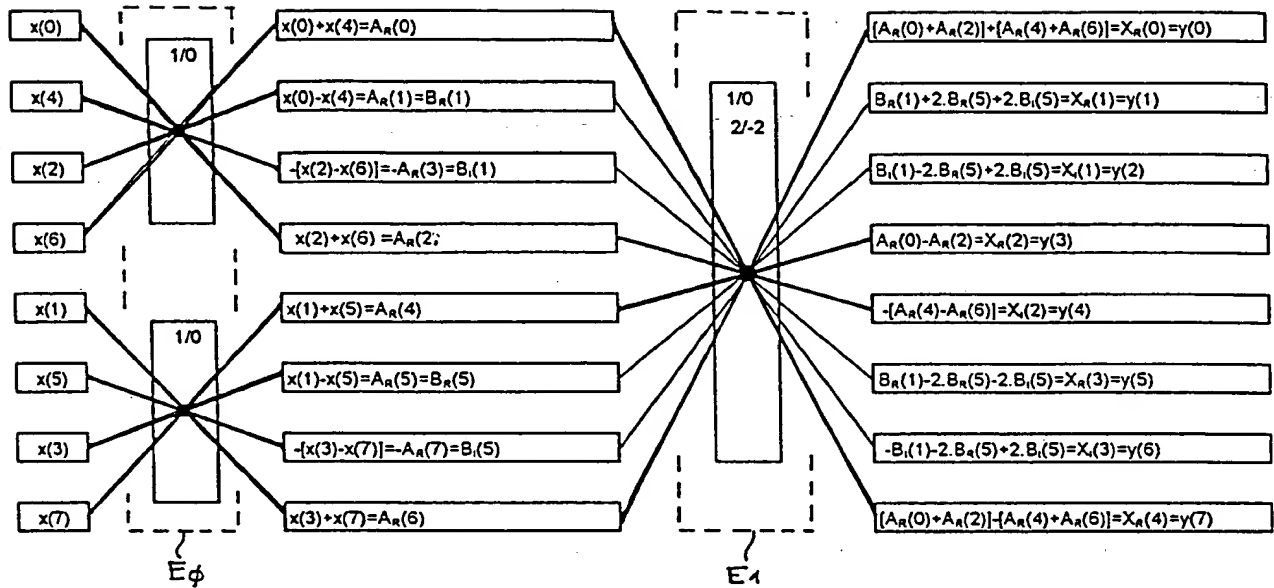 x(0)
x(4)
x(2)
x(6)
x(1)
x(5)
x(3)
x(7)
1/0
1/0
x(0)+x(4)=A_R(0)
x(0)-x(4)=A_R(1)=B_R(1)
-[x(2)-x(6)]=-A_R(3)=B_I(1)
x(2)+x(6) =A_R(2)
x(1)+x(5)=A_R(4)
x(1)-x(5)=A_R(5)=B_R(5)
-[x(3)-x(7)]=-A_R(7)=B_I(5)
x(3)+x(7)=A_R(6)
1/0
2/-2
[A_R(0)+A_R(2)]+[A_R(4)+A_R(6)]=X_R(0)=y(0)
B_R(1)+2.B_R(5)+2.B_I(5)=X_R(1)=y(1)
B_I(1)-2.B_R(5)+2.B_I(5)=X_I(1)=y(2)
A_R(0)-A_R(2)=X_R(2)=y(3)
-[A_R(4)-A_R(6)]=X_I(2)=y(4)
B_R(1)-2.B_R(5)-2.B_I(5)=X_R(3)=y(5)
-B_I(1)-2.B_R(5)+2.B_I(5)=X_I(3)=y(6)
[A_R(0)+A_R(2)]-[A_R(4)+A_R(6)]=X_R(4)=y(7)
Eϕ
E1